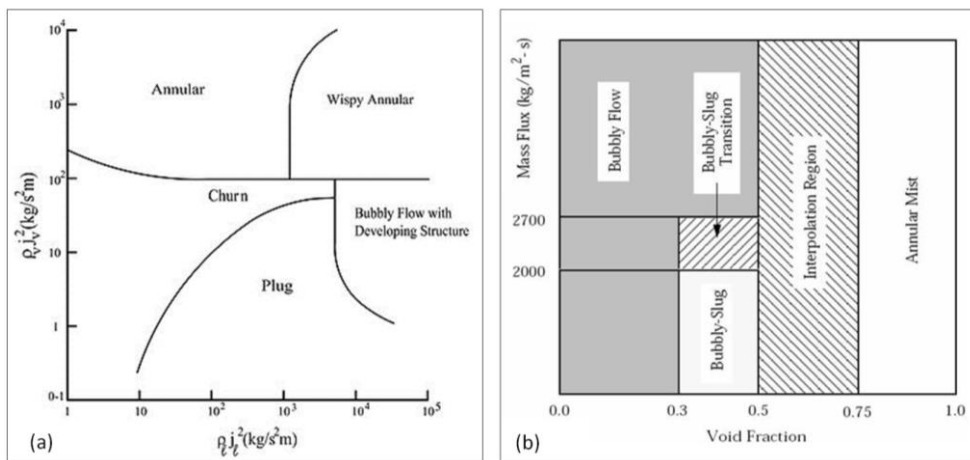 10⁴
10³
10²
10
1
0-1
ρᵥjᵥ²(kg/s²m)
Annular
Wispy Annular
Churn
Bubbly Flow with
Developing Structure
Plug
1
10
10²
10³
10⁴
10⁵
ρℓjℓ²(kg/s²m)
(a)
Mass Flux (kg/m²- s)
2700
2000
Bubbly Flow
Bubbly-Slug
Transition
Bubbly-Slug
Interpolation Region
Annular Mist
0.0
0.3
0.5
0.75
1.0
Void Fraction
(b)